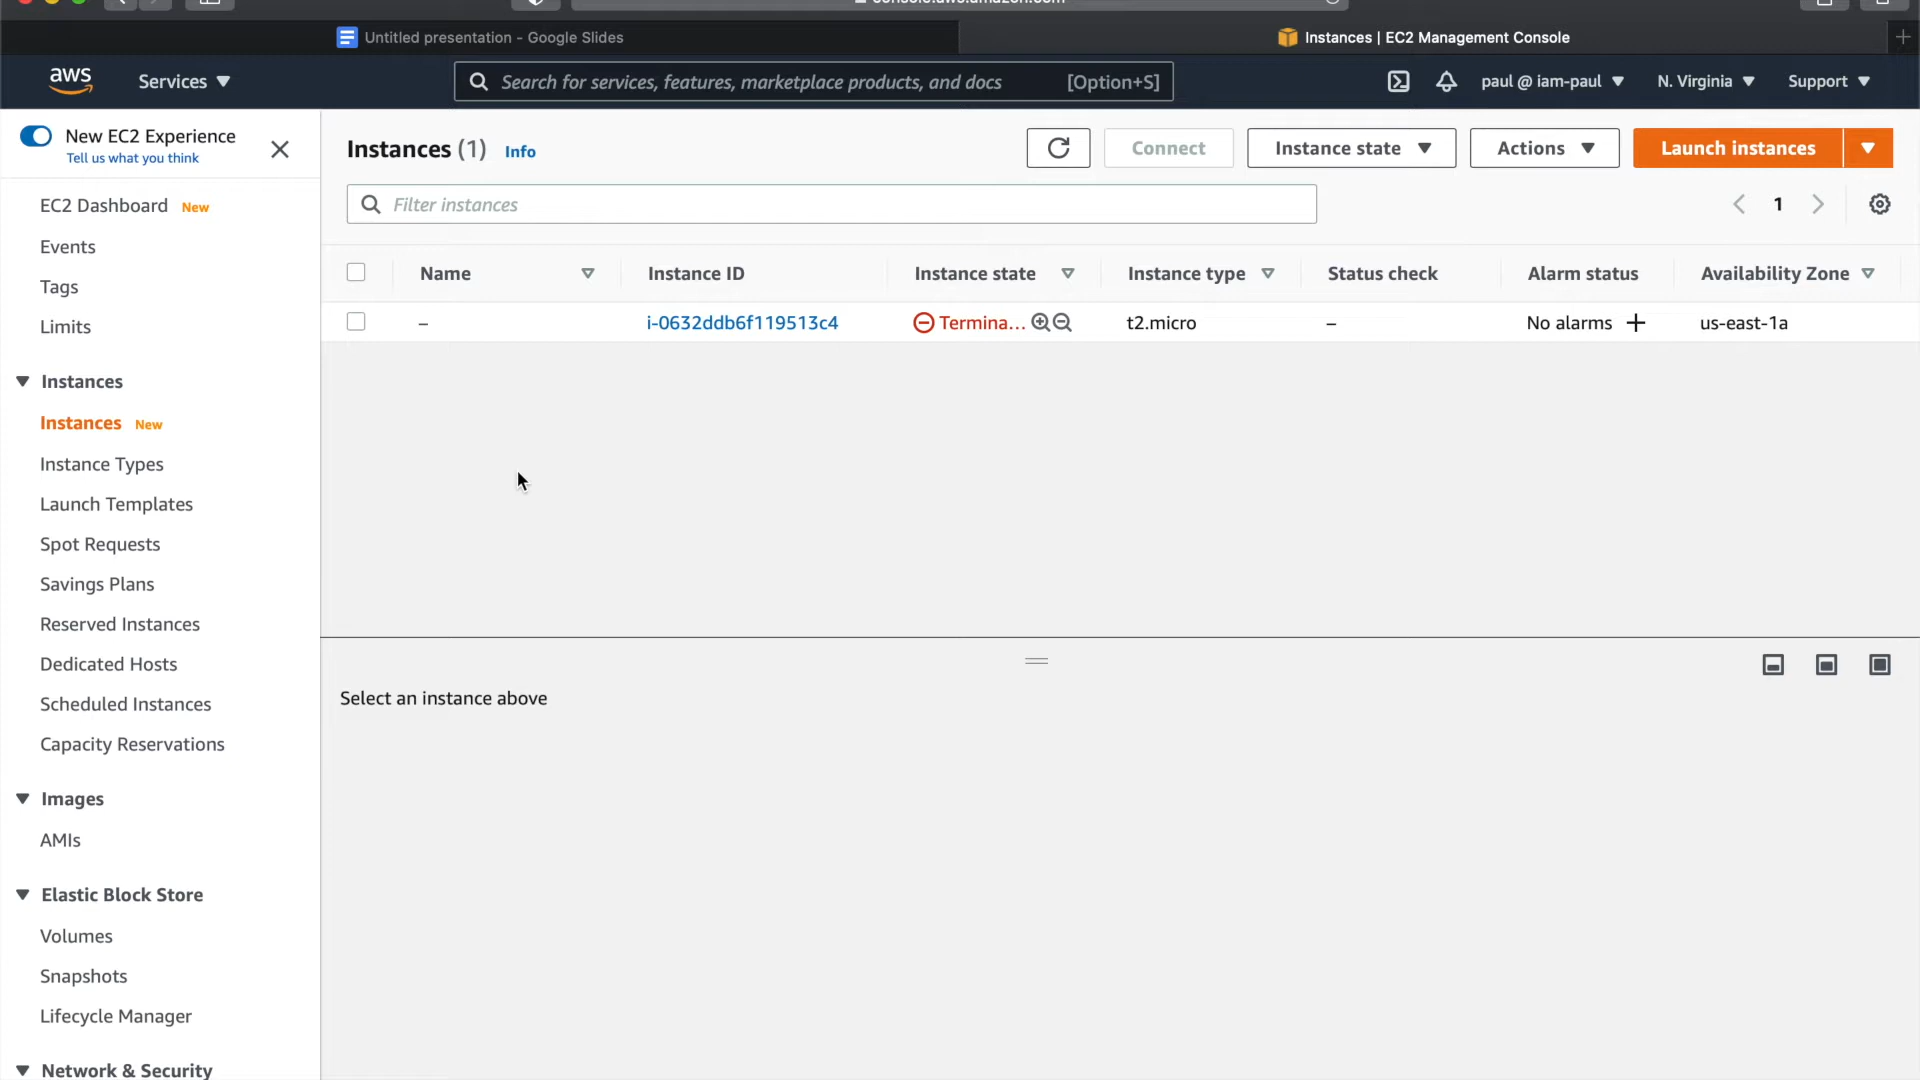 Untitled presentation - Google Slides
Instances | EC2 Management Console
aws
Services
Search for services, features, marketplace products, and docs
[Option+S]
paul @ iam-paul
N. Virginia
Support
New EC2 Experience
Tell us what you think
Instances (1)
Info
Connect
Instance state
Actions
Launch instances
Filter instances
1
Name
Instance ID
Instance state
Instance type
Status check
Alarm status
Availability Zone
–
i-0632ddb6f119513c4
Termina...
t2.micro
–
No alarms
us-east-1a
EC2 Dashboard New
Events
Tags
Limits
Instances
Instances New
Instance Types
Launch Templates
Spot Requests
Savings Plans
Reserved Instances
Dedicated Hosts
Scheduled Instances
Capacity Reservations
Images
AMIs
Elastic Block Store
Volumes
Snapshots
Lifecycle Manager
Network & Security
Select an instance above